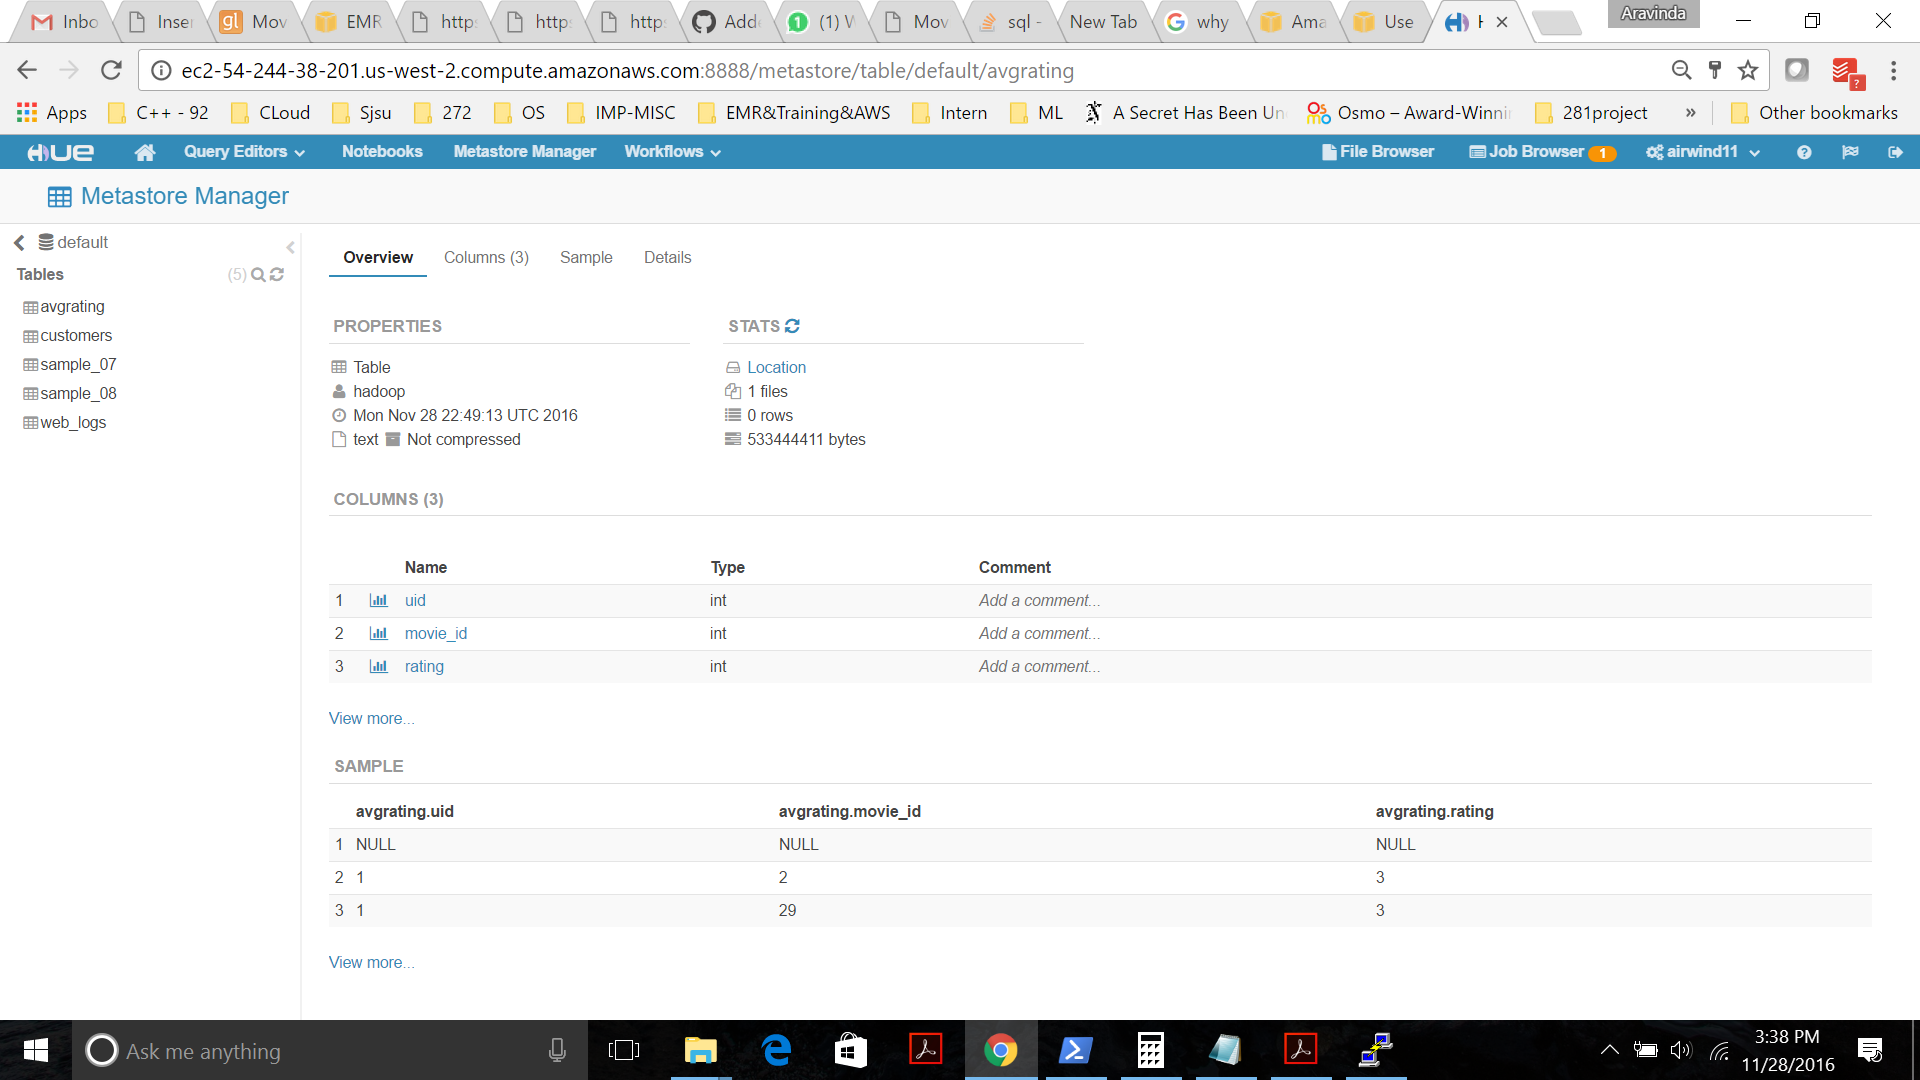 Inbo
Inser
gl Mov
EMR
http
http
http
Adde
(1) W
Mov
sql -
New Tab
why
Ama
Use
Aravinda
ec2-54-244-38-201.us-west-2.compute.amazonaws.com:8888/metastore/table/default/avgrating
Apps C++ - 92 CLoud Sjsu 272 OS IMP-MISC EMR&Training&AWS Intern ML A Secret Has Been Un Osmo – Award-Winni 281project » Other bookmarks
HUE Query Editors Notebooks Metastore Manager Workflows File Browser Job Browser 1 airwind11
Metastore Manager
default
Tables (5)
avgrating
customers
sample_07
sample_08
web_logs
Overview Columns (3) Sample Details
PROPERTIES
Table
hadoop
Mon Nov 28 22:49:13 UTC 2016
text Not compressed
STATS
Location
1 files
0 rows
533444411 bytes
COLUMNS (3)
Name Type Comment
1 uid int Add a comment...
2 movie_id int Add a comment...
3 rating int Add a comment...
View more...
SAMPLE
avgrating.uid avgrating.movie_id avgrating.rating
1 NULL NULL NULL
2 1 2 3
3 1 29 3
View more...
Ask me anything
3:38 PM
11/28/2016